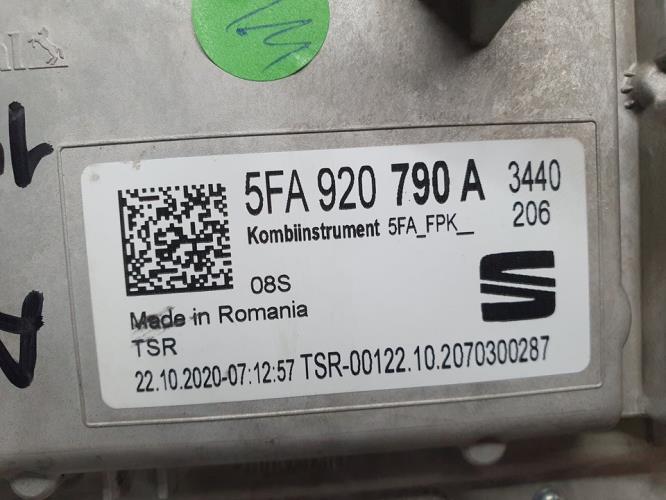 5FA 920 790 A 3440
Kombiinstrument 5FA_FPK__ 206
08S
Made in Romania
TSR
22.10.2020-07:12:57 TSR-00122.10.2070300287